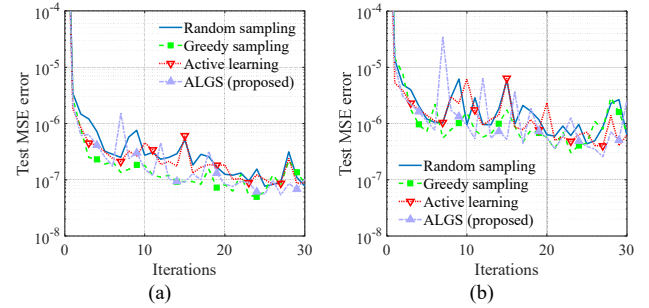 10^-4
10^-5
10^-6
10^-7
10^-8
Test MSE error
Random sampling
Greedy sampling
Active learning
ALGS (proposed)
0 10 20 30
Iterations
(a)
10^-4
10^-5
10^-6
10^-7
10^-8
Test MSE error
Random sampling
Greedy sampling
Active learning
ALGS (proposed)
0 10 20 30
Iterations
(b)